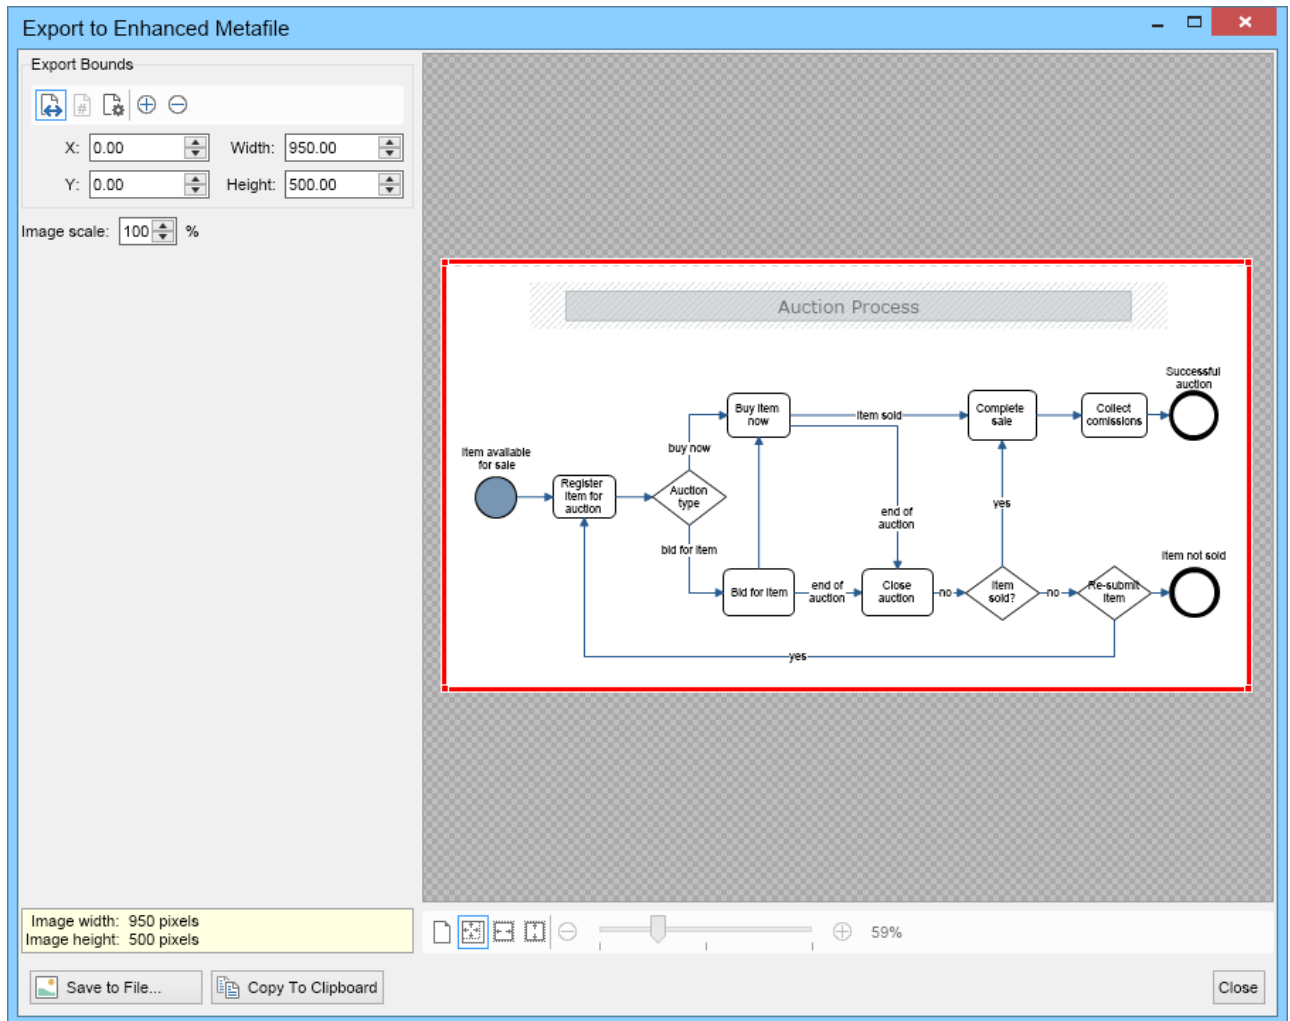 Export to Enhanced Metafile
Export Bounds
X: 0.00 Width: 950.00
Y: 0.00 Height: 500.00
Image scale: 100 %
Auction Process
Successful
auction
Buy Item
now
Item sold
Complete
sale
Collect
comissions
buy now
Item available
for sale
Register
Item for
auction
Auction
type
end of
auction
yes
bid for Item
Item not sold
Bid for Item
end of
auction
Close
auction
no
Item
sold?
no
Re-submit
Item
yes
Image width: 950 pixels
Image height: 500 pixels
59%
Save to File...
Copy To Clipboard
Close